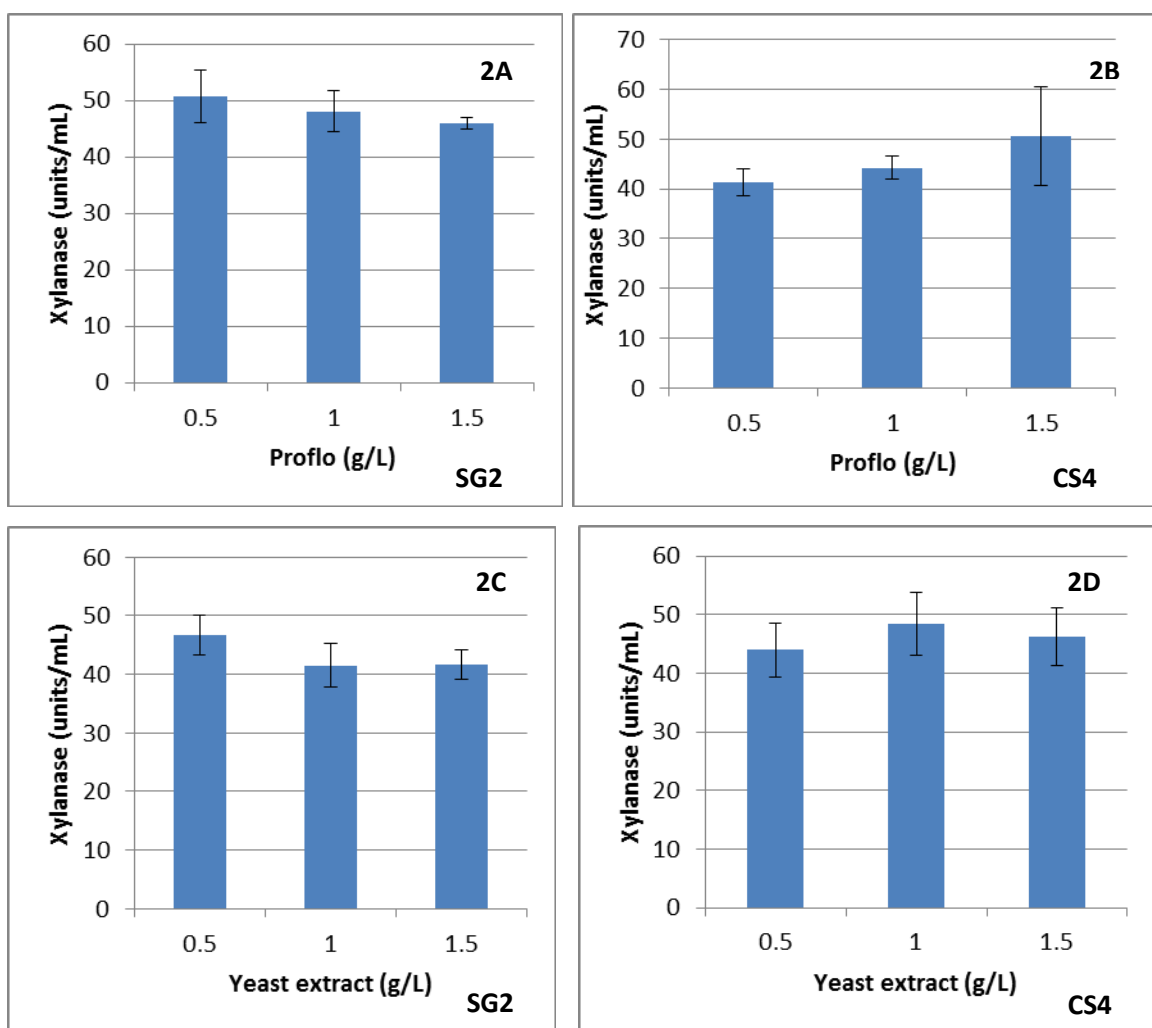 2A
Xylanase (units/mL)
60
50
40
30
20
10
0
0.5 1 1.5
Proflo (g/L)
SG2
2B
Xylanase (units/mL)
70
60
50
40
30
20
10
0
0.5 1 1.5
Proflo (g/L)
CS4
2C
Xylanase (units/mL)
60
50
40
30
20
10
0
0.5 1 1.5
Yeast extract (g/L)
SG2
2D
Xylanase (units/mL)
60
50
40
30
20
10
0
0.5 1 1.5
Yeast extract (g/L)
CS4